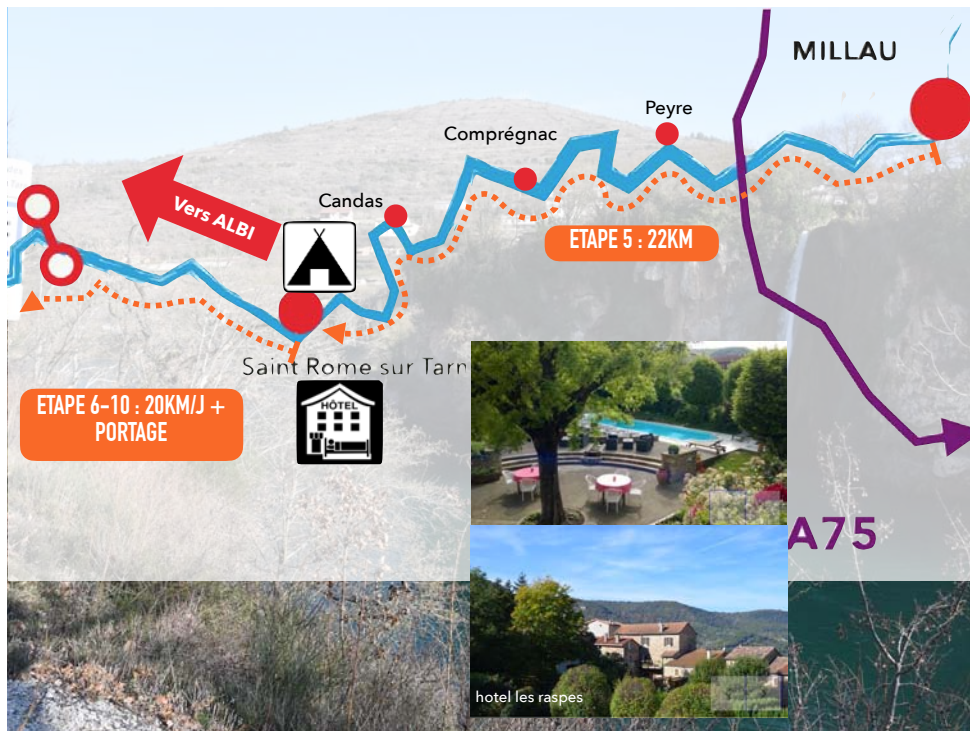 MILLAU
Peyre
Comprégnac
Candas
Vers ALBI
ETAPE 5 : 22KM
Saint Rome sur Tarn
ETAPE 6-10 : 20KM/J +
PORTAGE
HÔTEL
A75
hotel les raspes